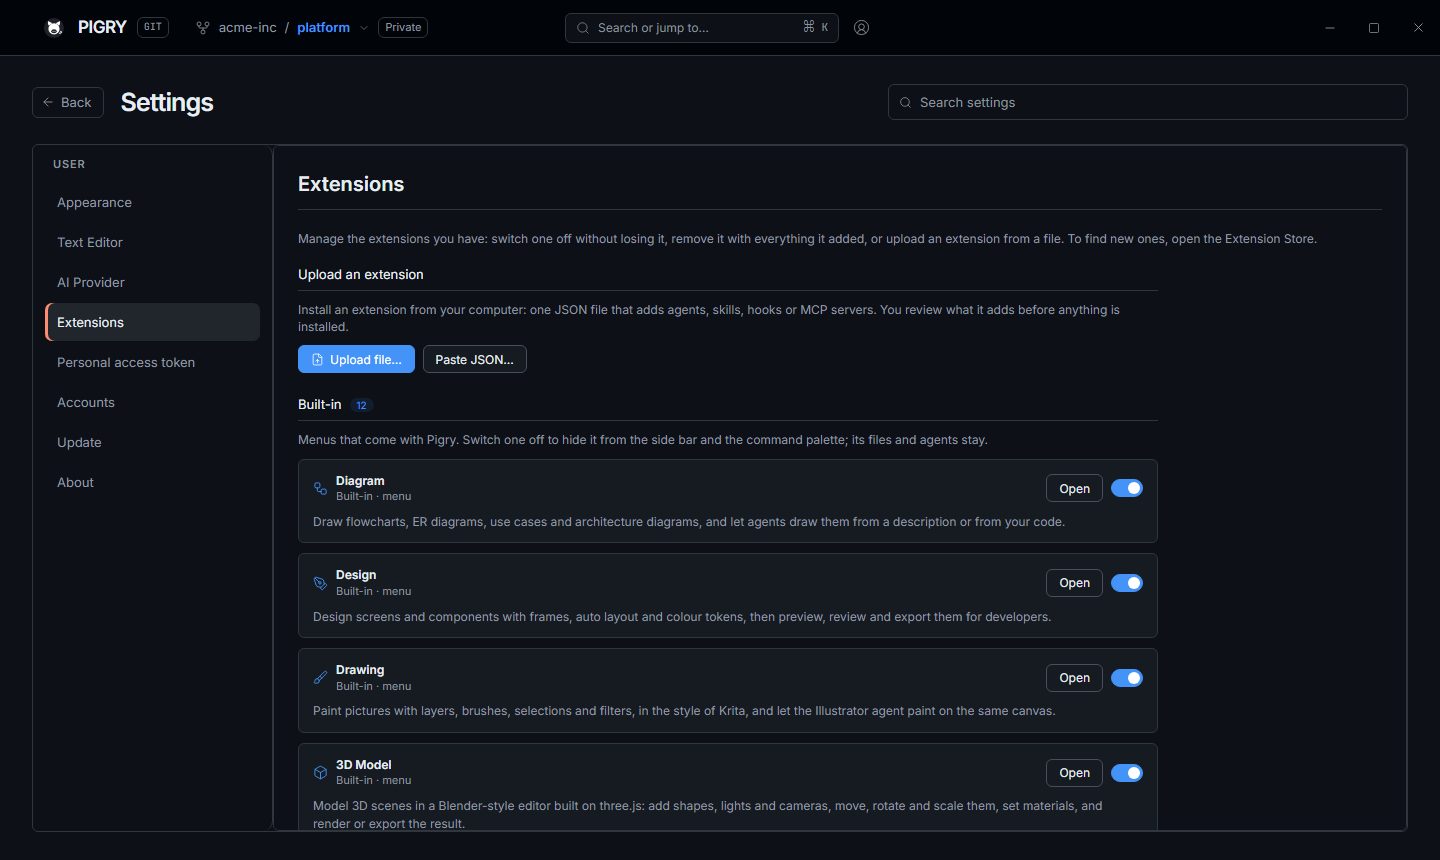 PIGRY GIT acme-inc / platform Private Search or jump to... ⌘ K
Back Settings Search settings
USER
Appearance
Text Editor
AI Provider
Extensions
Personal access token
Accounts
Update
About
Extensions
Manage the extensions you have: switch one off without losing it, remove it with everything it added, or upload an extension from a file. To find new ones, open the Extension Store.
Upload an extension
Install an extension from your computer: one JSON file that adds agents, skills, hooks or MCP servers. You review what it adds before anything is
installed.
Upload file... Paste JSON...
Built-in 12
Menus that come with Pigry. Switch one off to hide it from the side bar and the command palette; its files and agents stay.
Diagram
Built-in · menu
Open
Draw flowcharts, ER diagrams, use cases and architecture diagrams, and let agents draw them from a description or from your code.
Design
Built-in · menu
Open
Design screens and components with frames, auto layout and colour tokens, then preview, review and export them for developers.
Drawing
Built-in · menu
Open
Paint pictures with layers, brushes, selections and filters, in the style of Krita, and let the Illustrator agent paint on the same canvas.
3D Model
Built-in · menu
Open
Model 3D scenes in a Blender-style editor built on three.js: add shapes, lights and cameras, move, rotate and scale them, set materials, and
render or export the result.